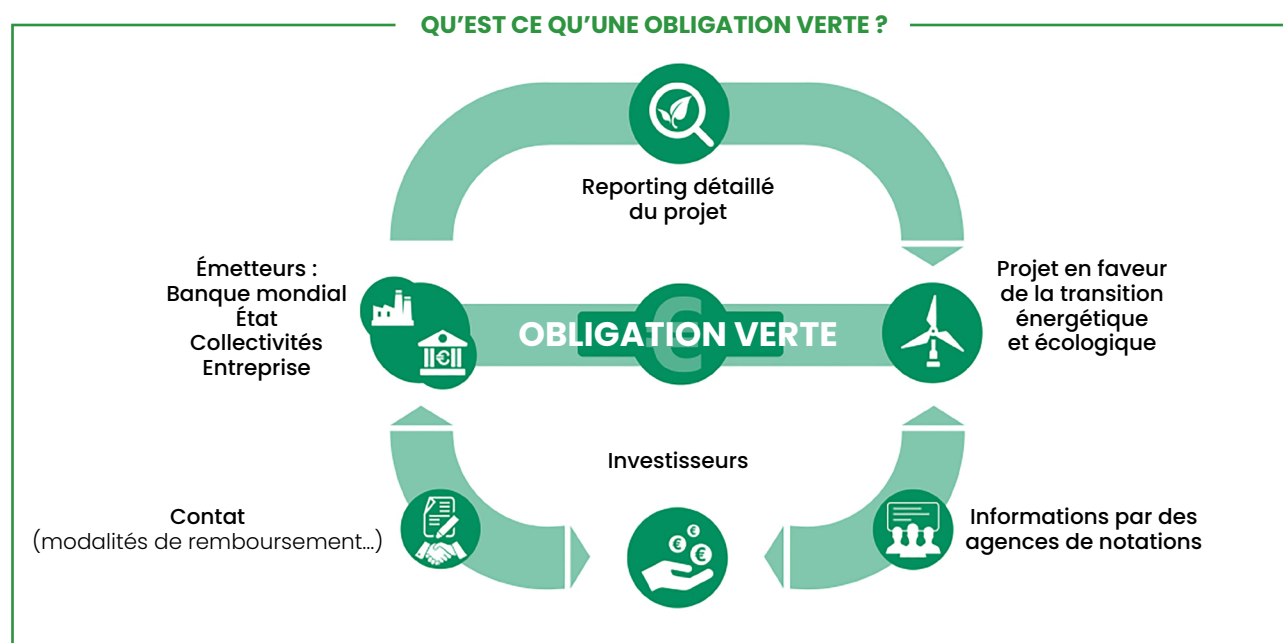 QU'EST CE QU'UNE OBLIGATION VERTE ?
Reporting détaillé
du projet
Émetteurs :
Banque mondial
État
Collectivités
Entreprise
€
OBLIGATION VERTE
Projet en faveur
de la transition
énergétique
et écologique
Investisseurs
Contat
(modalités de remboursement...)
€
€
€
Informations par des
agences de notations